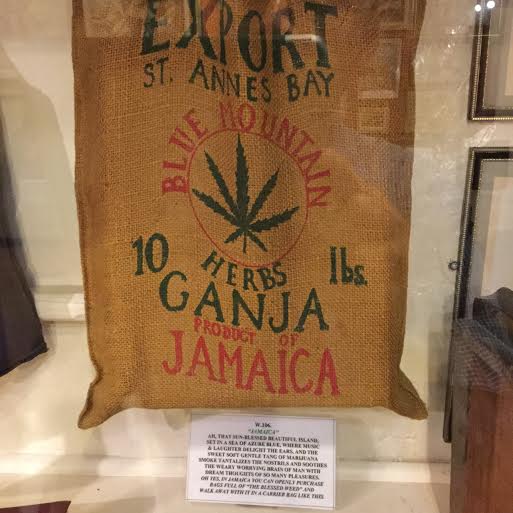 EXPORT
ST. ANNES BAY
BLUE MOUNTAIN
10 HERBS lbs.
GANJA
PRODUCT OF
JAMAICA
W.106.
"JAMAICA"
AH, THAT SUN-BLESSED BEAUTIFUL ISLAND,
SET IN A SEA OF AZURE BLUE, WHERE MUSIC
& LAUGHTER DELIGHT THE EARS, AND THE
SWEET SOFT GENTLE TANG OF MARIJUANA
SMOKE TANTALIZES THE NOSTRILS AND SOOTHES
THE WEARY WORRYING BRAIN OF MAN WITH
DREAM THOUGHTS OF SO MANY PLEASURES.
OH YES, IN JAMAICA YOU CAN OPENLY PURCHASE
BAGS FULL OF "THE BLESSED WEED" AND
WALK AWAY WITH IT IN A CARRIER BAG LIKE THIS